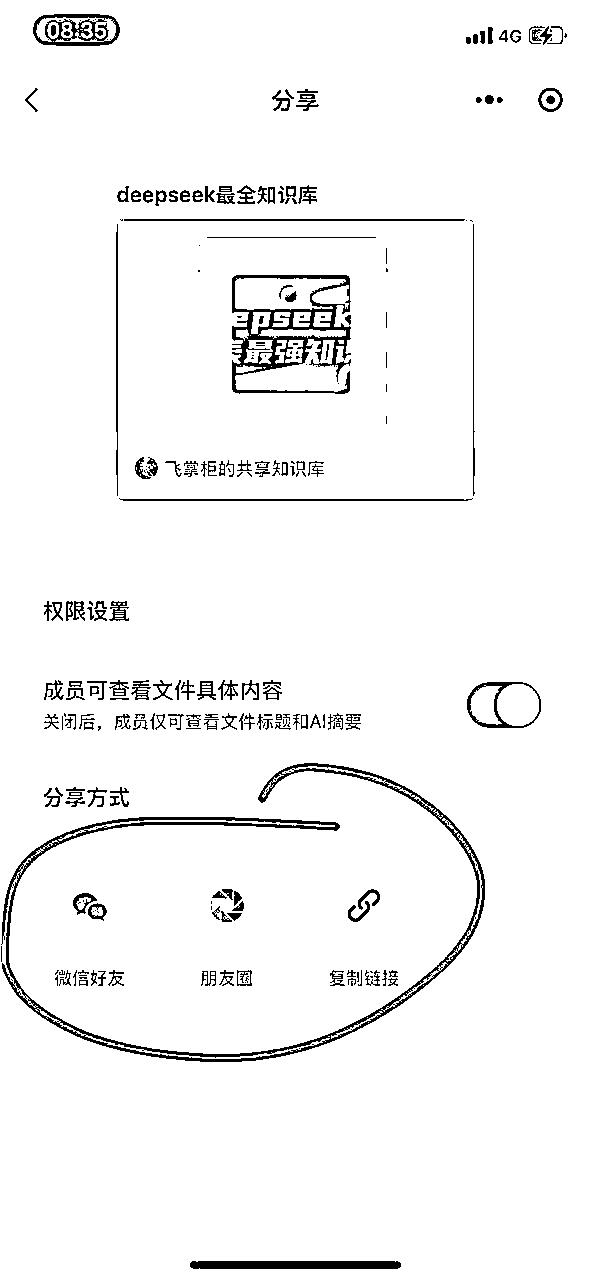 08:35
4G
分享
deepseek最全知识库
epseek
最强知
飞掌柜的共享知识库
权限设置
成员可查看文件具体内容
关闭后，成员仅可查看文件标题和AI摘要
分享方式
微信好友 朋友圈 复制链接